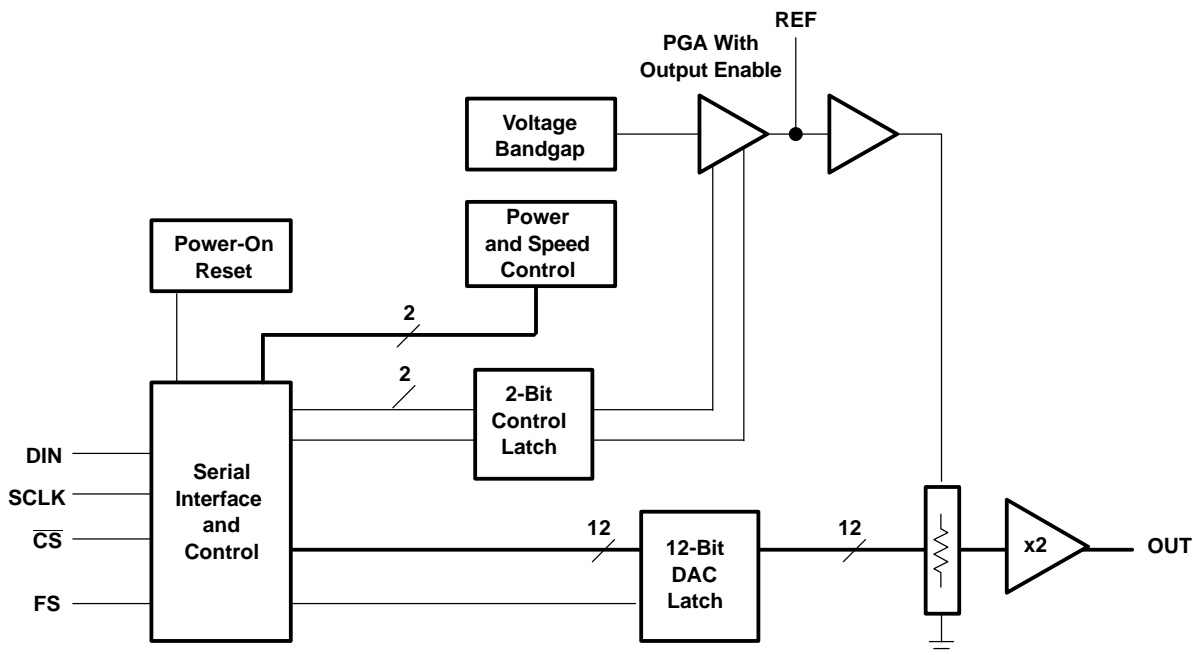 REF
PGA With
Output Enable
Voltage
Bandgap
Power
and Speed
Control
Power-On
Reset
2
2
2-Bit
Control
Latch
DIN
SCLK
C̅S̅
FS
Serial
Interface
and
Control
12
12-Bit
DAC
Latch
12
x2
OUT